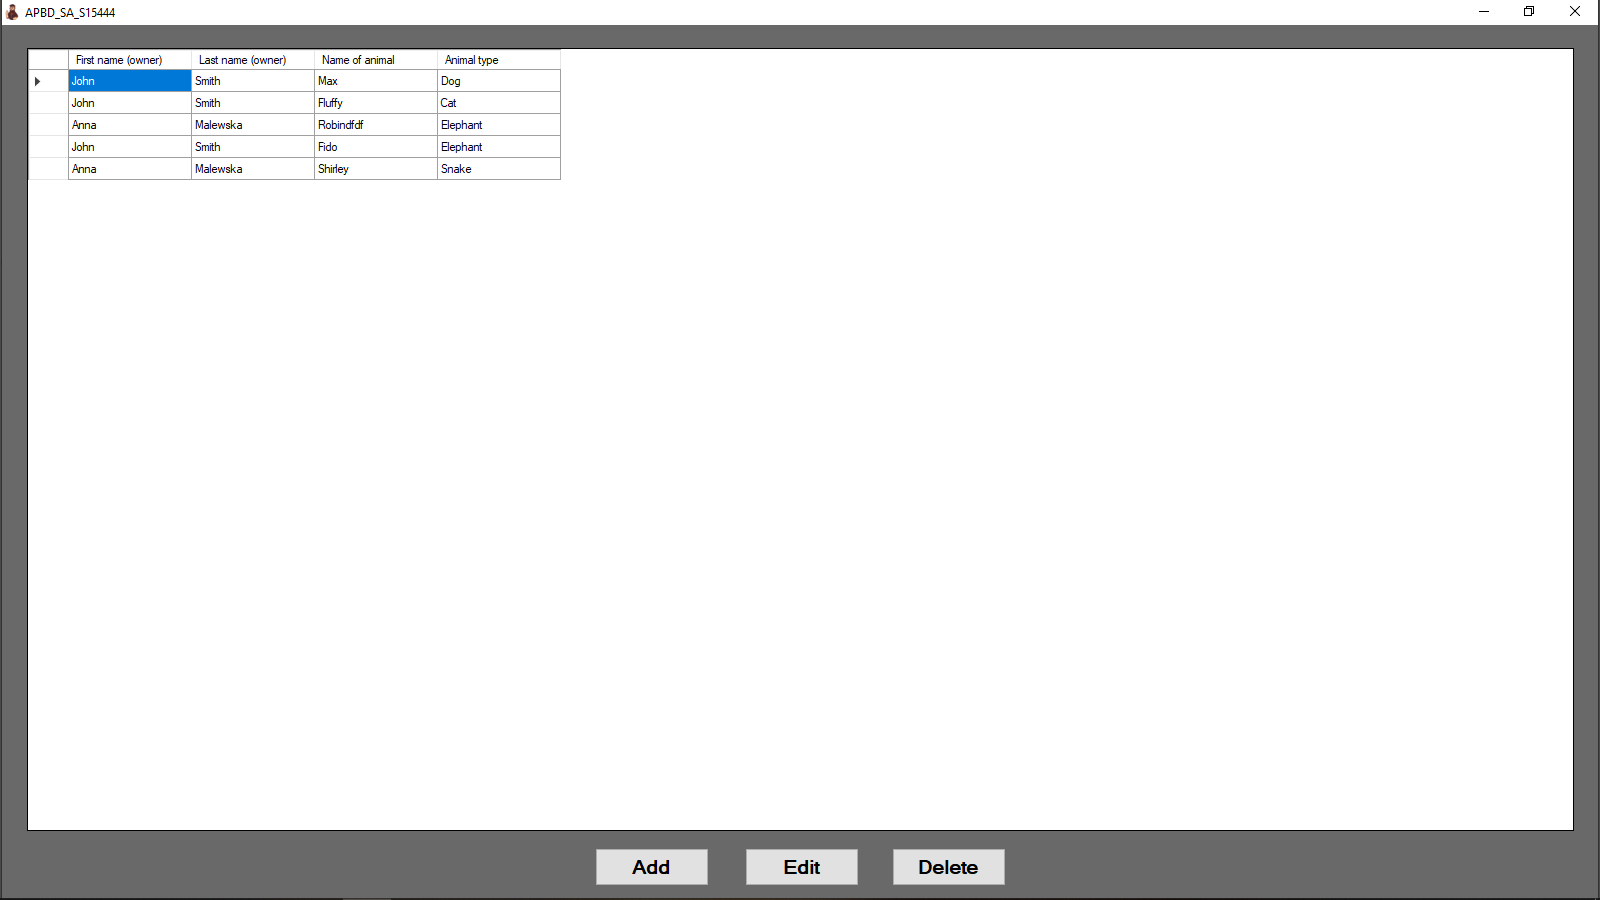 APBD_SA_S15444
First name (owner) Last name (owner) Name of animal Animal type
John Smith Max Dog
John Smith Fluffy Cat
Anna Malewska Robindfdf Elephant
John Smith Fido Elephant
Anna Malewska Shirley Snake
Add Edit Delete